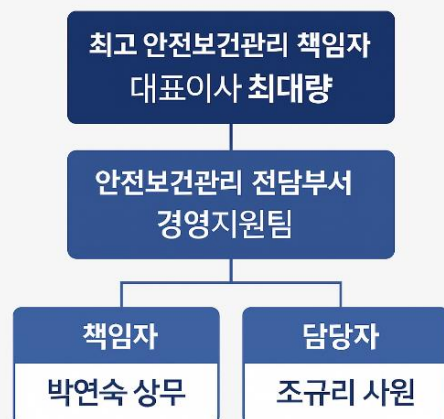 최고 안전보건관리 책임자
대표이사 최대량
안전보건관리 전담부서
경영지원팀
책임자
박연숙 상무
담당자
조규리 사원